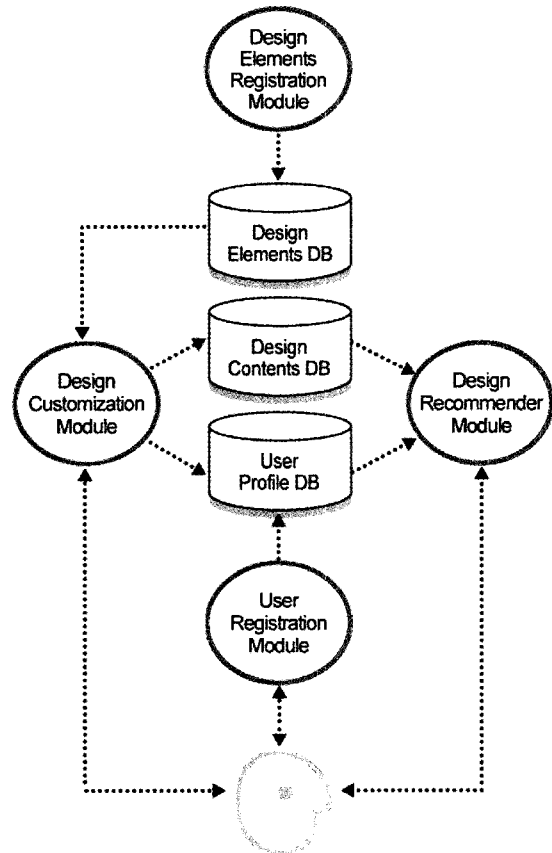 Design
Elements
Registration
Module
Design
Elements DB
Design
Contents DB
Design
Customization
Module
Design
Recommender
Module
User
Profile DB
User
Registration
Module